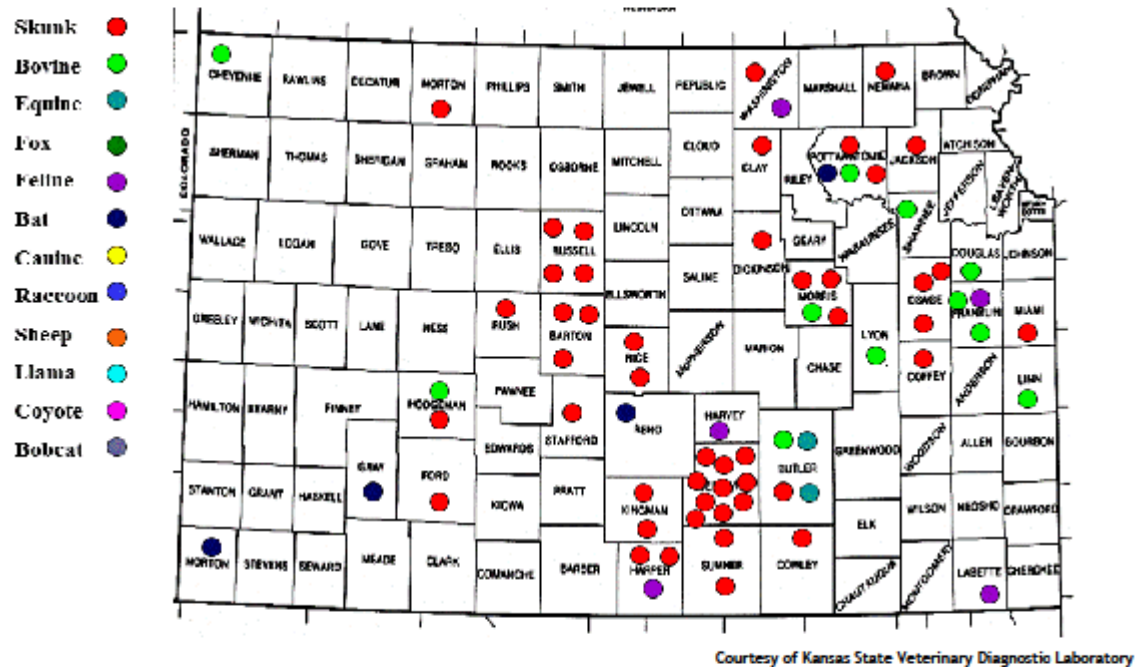 Skunk
Bovine
Equine
Fox
Feline
Bat
Canine
Raccoon
Sheep
Llama
Coyote
Bobcat
COLORADO
CHEYENNE RAWLINS DECATUR MORTON PHILLIPS SMITH JEWELL REPUBLIC WASHINGTON MARSHALL NEMAHA BROWN DONIPHAN
SHERMAN THOMAS SHERIDAN GRAHAM ROOKS OSBORNE MITCHELL CLOUD CLAY RILEY POTTAWATOMIE JACKSON ATCHISON JEFFERSON LEAVENWORTH
WALLACE LOGAN GOVE TREGO ELLIS RUSSELL LINCOLN OTTAWA SALINE DICKINSON GEARY WABAUNSEE SHAWNEE DOUGLAS JOHNSON
GREELEY WICHITA SCOTT LANE NESS RUSH BARTON ELLSWORTH RICE McPHERSON MARION MORRIS CHASE LYON OSAGE FRANKLIN MIAMI
HAMILTON KEARNY FINNEY HODGEMAN PAWNEE STAFFORD RENO HARVEY COFFEY ANDERSON LINN
STANTON GRANT HASKELL GRAY FORD EDWARDS KIOWA PRATT KINGMAN BUTLER GREENWOOD ELK WOODSON ALLEN BOURBON WILSON NEOSHO CRAWFORD
MORTON STEVENS SEWARD MEADE CLARK COMANCHE BARBER HARPER SUMNER COWLEY CHAUTAUQUA MONTGOMERY LABETTE CHEROKEE
Courtesy of Kansas State Veterinary Diagnostic Laboratory